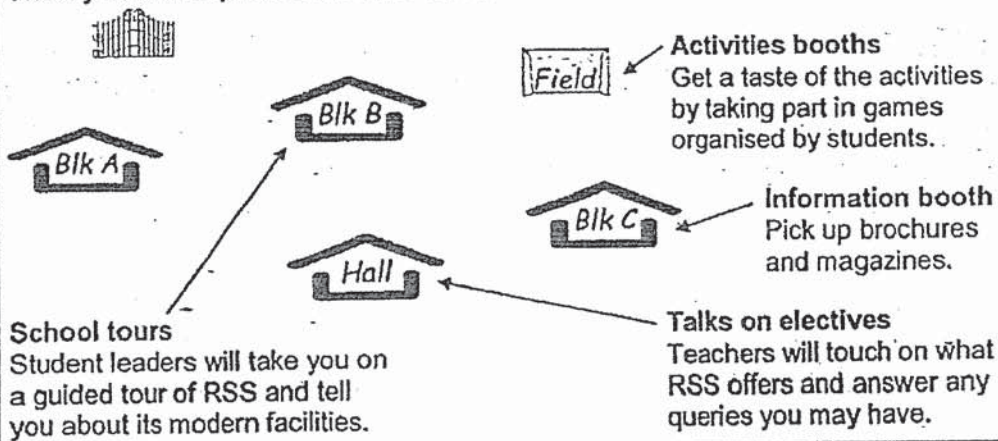 Activities booths
Get a taste of the activities
by taking part in games
organised by students.
Field
Blk B
Blk A
Information booth
Pick up brochures
and magazines.
Blk C
Hall
School tours
Student leaders will take you on
a guided tour of RSS and tell
you about its modern facilities.
Talks on electives
Teachers will touch on what
RSS offers and answer any
queries you may have.